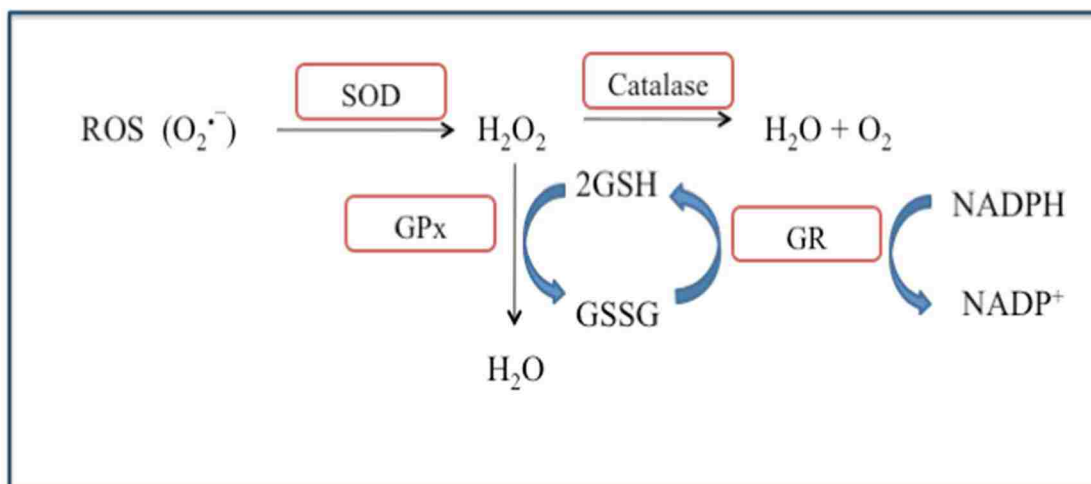 SOD
Catalase
ROS (O₂•⁻)
H₂O₂
H₂O + O₂
2GSH
NADPH
GPx
GR
GSSG
NADP⁺
H₂O